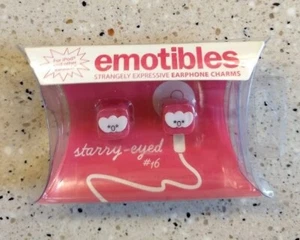 emotibles
STRANGELY EXPRESSIVE EARPHONE CHARMS
starry-eyed
#16